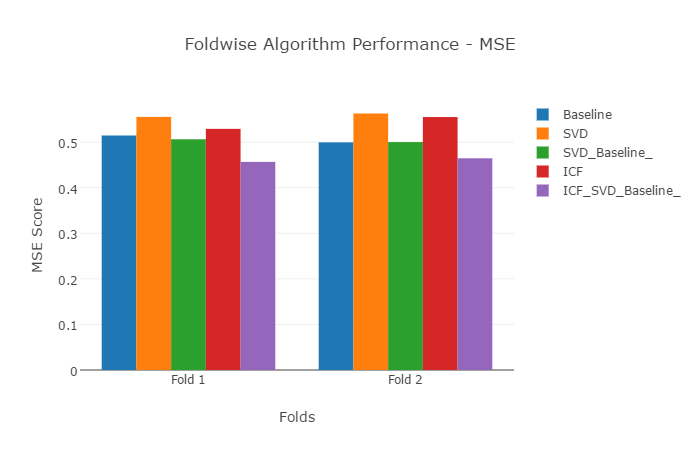 Foldwise Algorithm Performance - MSE
Baseline
SVD
SVD_Baseline_
ICF
ICF_SVD_Baseline_
MSE Score
0.5
0.4
0.3
0.2
0.1
0
Fold 1
Fold 2
Folds